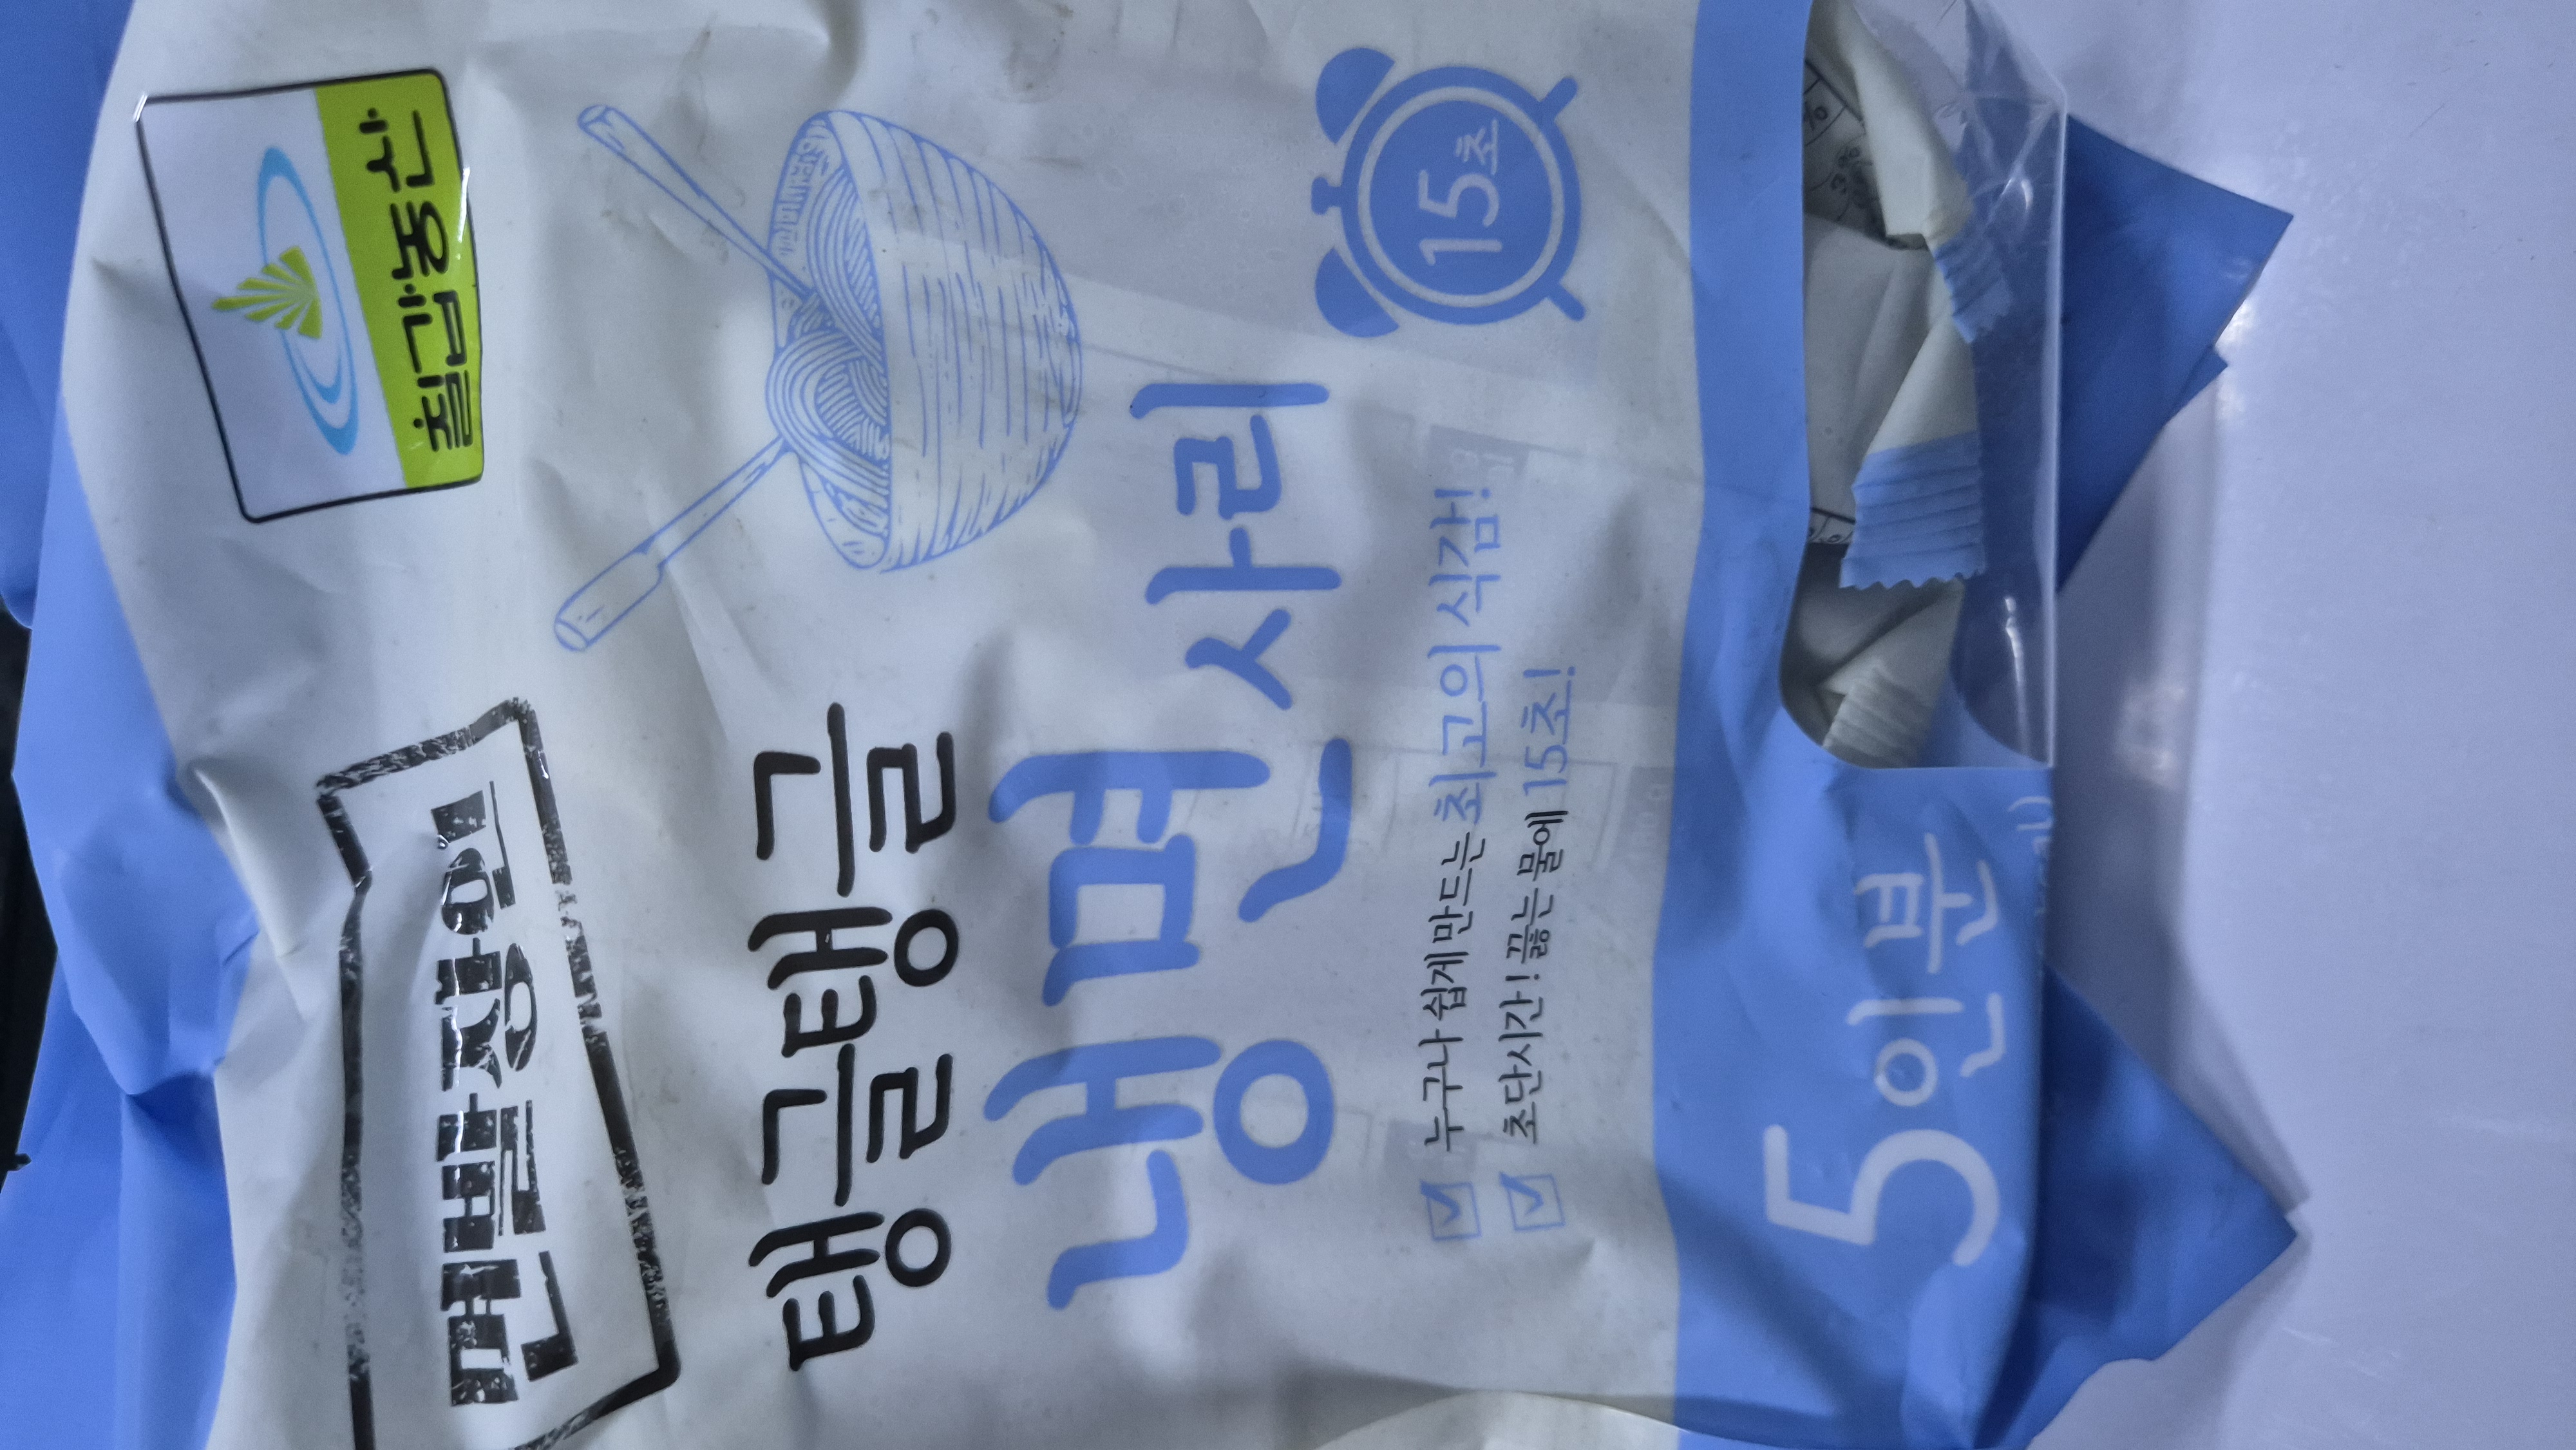 면발장인
칠갑농산
탱글탱글
냉면사리
15초
누구나 쉽게 만드는 최고의 식감!
초단시간! 끓는 물에 15초!
5인분